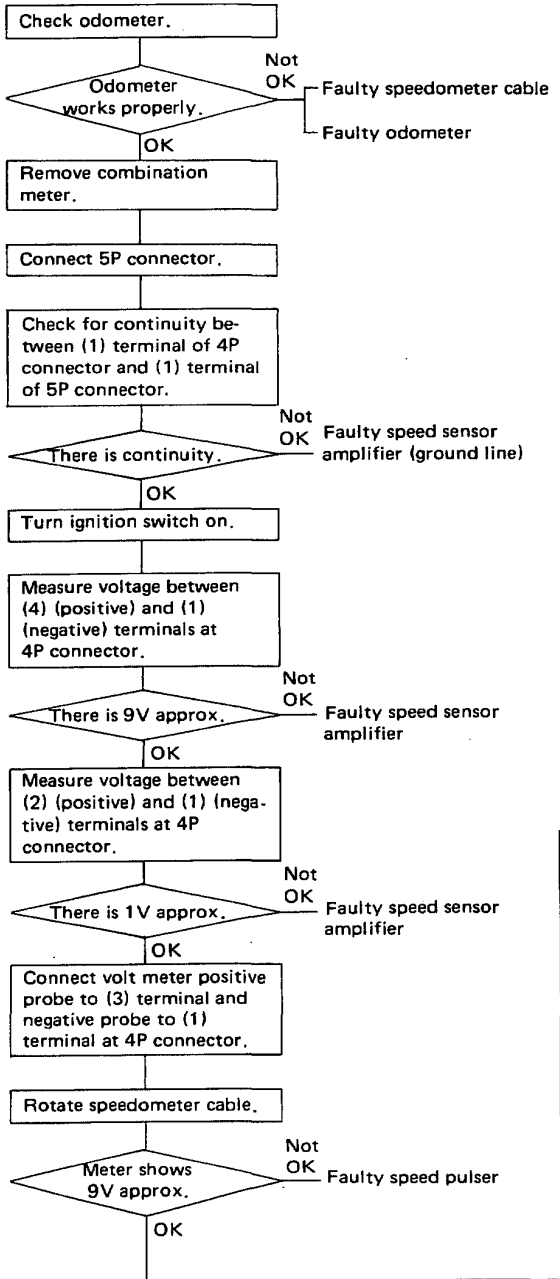 Check odometer.
Not
OK
Odometer
works properly.
Faulty speedometer cable
Faulty odometer
OK
Remove combination
meter.
Connect 5P connector.
Check for continuity be-
tween (1) terminal of 4P
connector and (1) terminal
of 5P connector.
Not
OK
There is continuity.
Faulty speed sensor
amplifier (ground line)
OK
Turn ignition switch on.
Measure voltage between
(4) (positive) and (1)
(negative) terminals at
4P connector.
Not
OK
There is 9V approx.
Faulty speed sensor
amplifier
OK
Measure voltage between
(2) (positive) and (1) (nega-
tive) terminals at 4P
connector.
Not
OK
There is 1V approx.
Faulty speed sensor
amplifier
OK
Connect volt meter positive
probe to (3) terminal and
negative probe to (1)
terminal at 4P connector.
Rotate speedometer cable.
Not
OK
Meter shows
9V approx.
Faulty speed pulser
OK